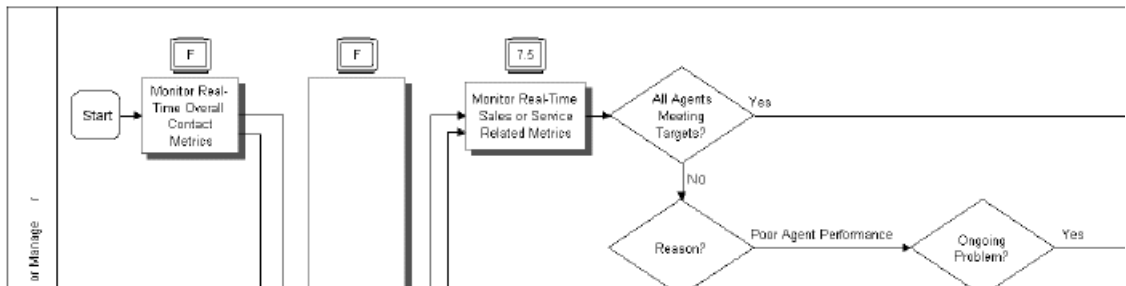 F
F
7.5
Start
Monitor Real-
Time Overall
Contact
Metrics
Monitor Real-Time
Sales or Service
Related Metrics
All Agents
Meeting
Targets?
Yes
No
Reason?
Poor Agent Performance
Ongoing
Problem?
Yes
or Manage r